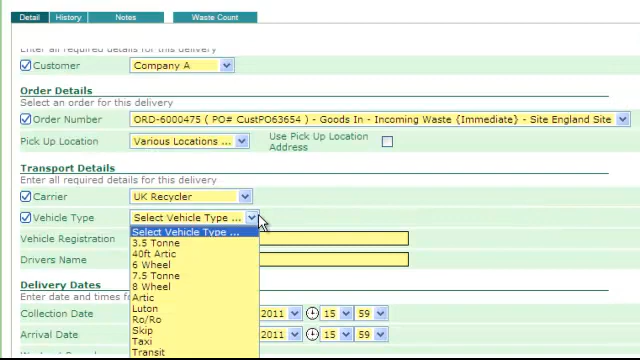 Detail History Notes Waste Count
Enter all required details for this delivery
Customer Company A
Order Details
Select an order for this delivery
Order Number ORD-6000475 ( PO# CustPO63654 ) - Goods In - Incoming Waste {Immediate} - Site England Site
Pick Up Location Various Locations ... Use Pick Up Location
Address
Transport Details
Enter all required details for this delivery
Carrier UK Recycler
Vehicle Type Select Vehicle Type ...
Select Vehicle Type ...
Vehicle Registration 3.5 Tonne
40ft Artic
Drivers Name 6 Wheel
7.5 Tonne
Delivery Dates 8 Wheel
Enter date and times f Artic
Collection Date Luton 2011 15 59
Ro/Ro
Arrival Date Skip 2011 15 59
Taxi
Transit